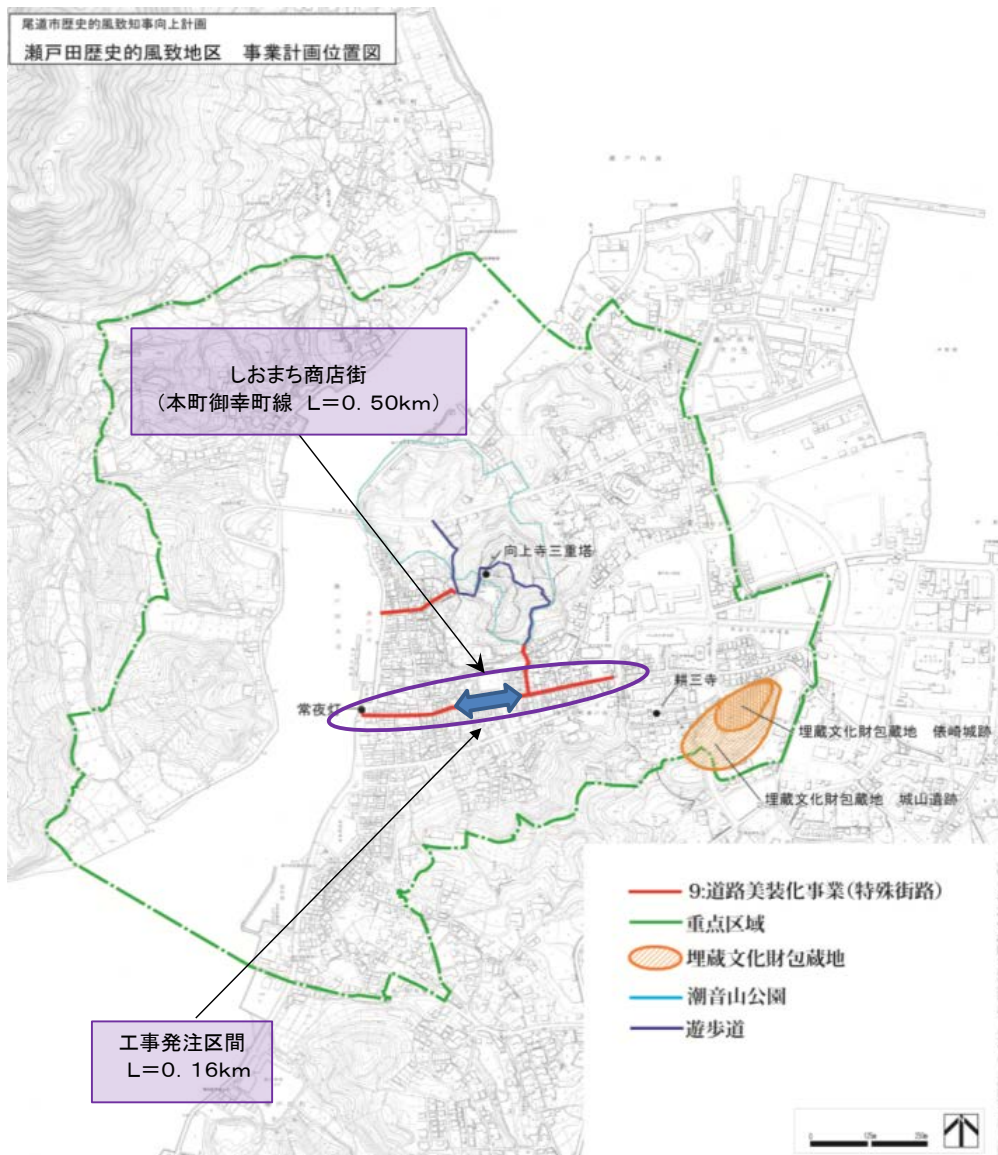 尾道市歴史的風致知事向上計画
瀬戸田歴史的風致地区 事業計画位置図
しおまち商店街
（本町御幸町線 L＝0．50km）
向上寺三重塔
常夜灯
耕三寺
埋蔵文化財包蔵地 俵崎城跡
埋蔵文化財包蔵地 城山遺跡
9:道路美装化事業(特殊街路)
重点区域
埋蔵文化財包蔵地
潮音山公園
遊歩道
工事発注区間
L＝0．16km
0 125m 250m